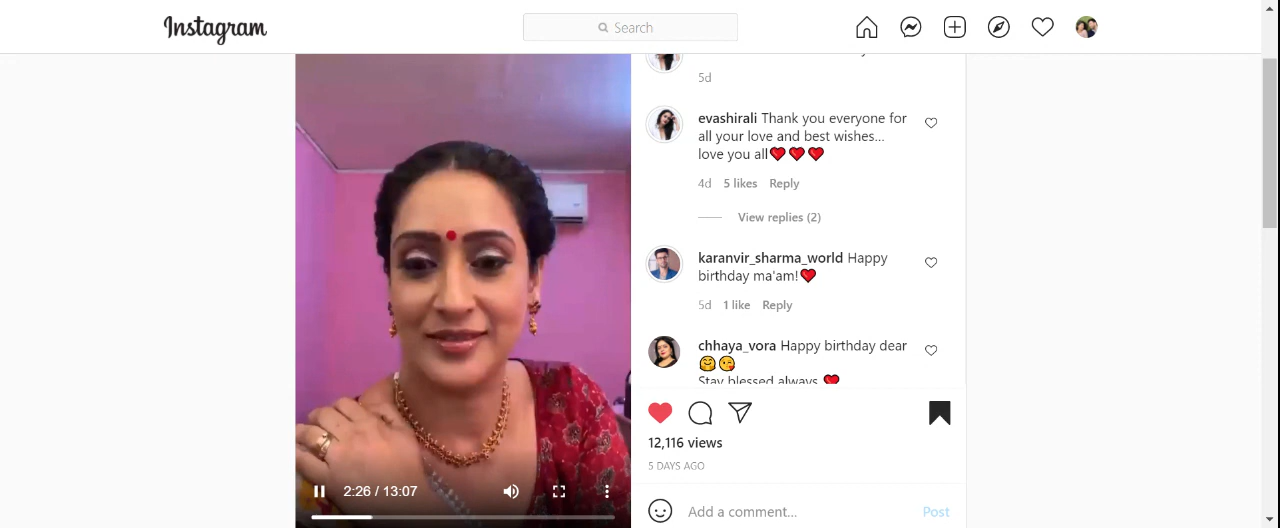 Instagram
Search
5d
evashirali Thank you everyone for
all your love and best wishes...
love you all❤️❤️❤️
4d 5 likes Reply
View replies (2)
karanvir_sharma_world Happy
birthday ma'am!❤️
5d 1 like Reply
chhaya_vora Happy birthday dear
🤗😘
Stay blessed always ❤️
12,116 views
5 DAYS AGO
2:26 / 13:07
Add a comment...
Post